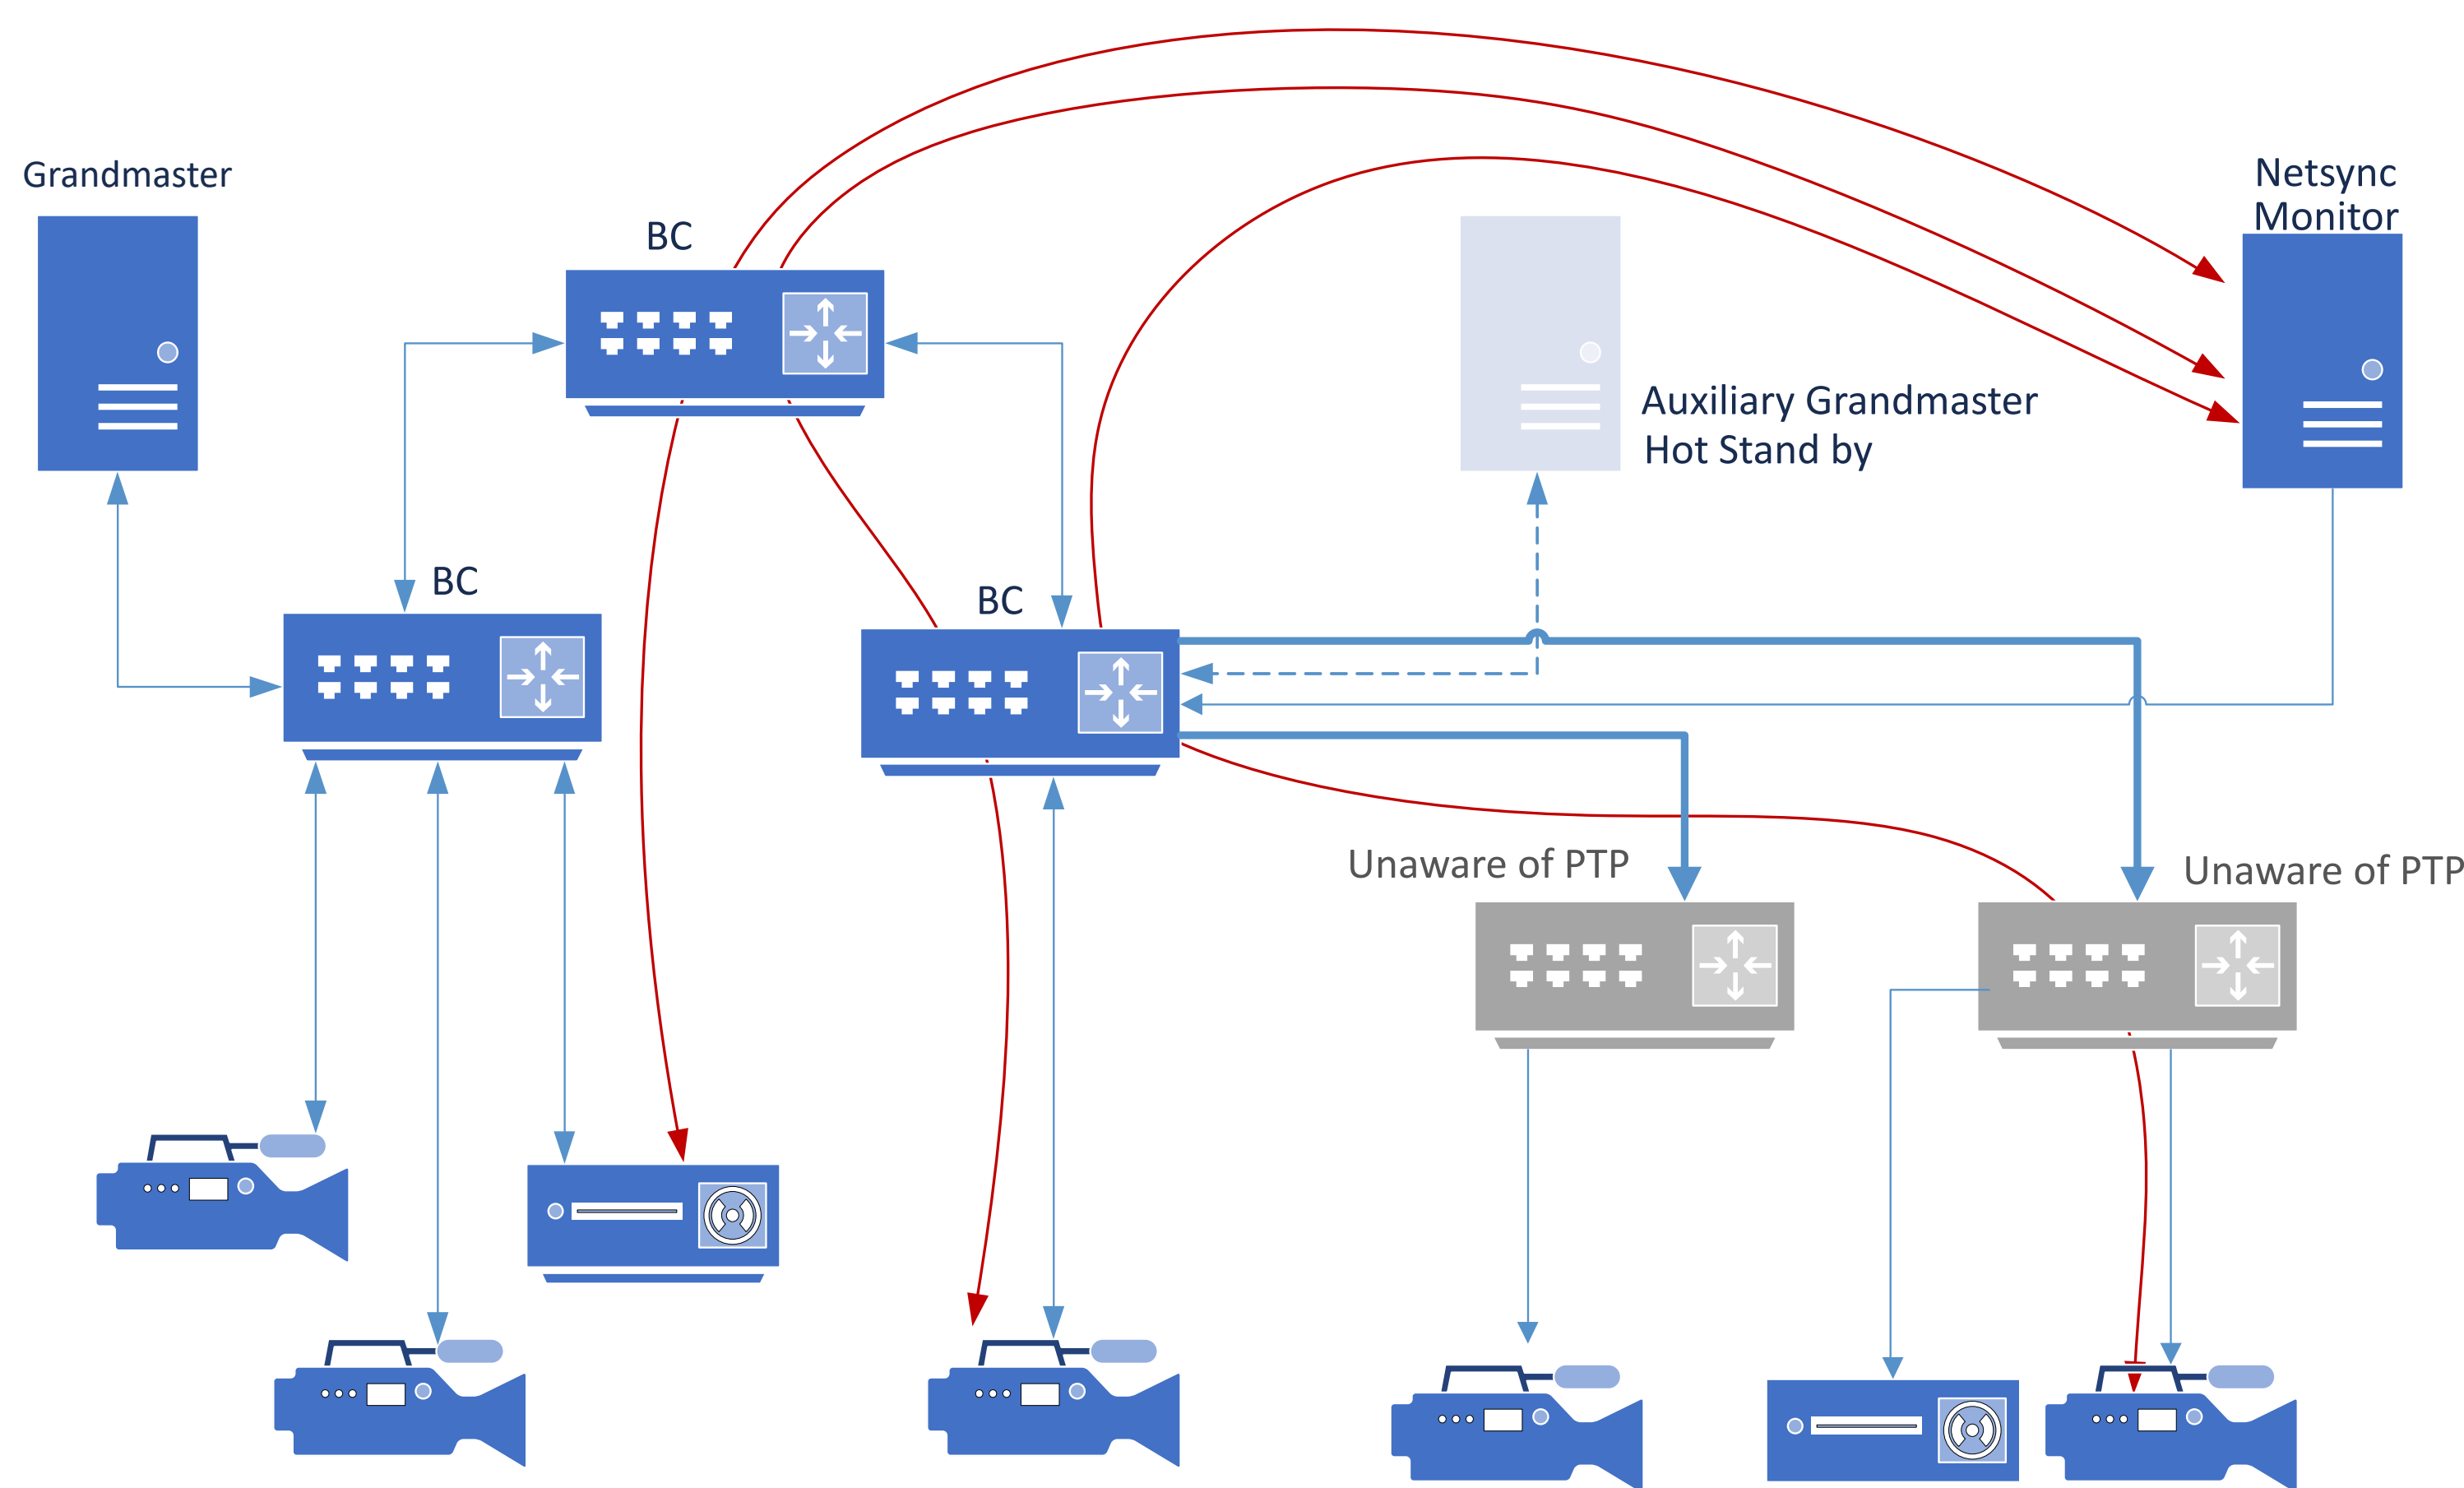 Grandmaster
BC
Netsync
Monitor
Auxiliary Grandmaster
Hot Stand by
BC
BC
Unaware of PTP
Unaware of PTP